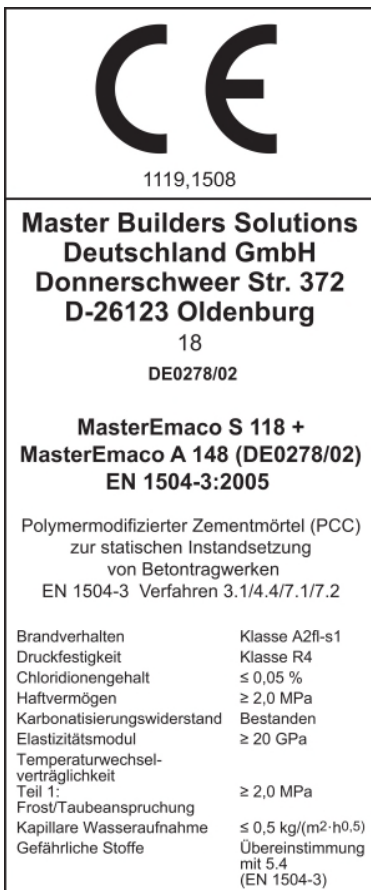 CE
1119,1508
Master Builders Solutions
Deutschland GmbH
Donnerschweer Str. 372
D-26123 Oldenburg
18
DE0278/02
MasterEmaco S 118 +
MasterEmaco A 148 (DE0278/02)
EN 1504-3:2005
Polymermodifizierter Zementmörtel (PCC)
zur statischen Instandsetzung
von Betontragwerken
EN 1504-3 Verfahren 3.1/4.4/7.1/7.2
Brandverhalten Klasse A2fl-s1
Druckfestigkeit Klasse R4
Chloridionengehalt ≤ 0,05 %
Haftvermögen ≥ 2,0 MPa
Karbonatisierungswiderstand Bestanden
Elastizitätsmodul ≥ 20 GPa
Temperaturwechsel-
verträglichkeit
Teil 1: ≥ 2,0 MPa
Frost/Taubeanspruchung
Kapillare Wasseraufnahme ≤ 0,5 kg/(m2·h0,5)
Gefährliche Stoffe Übereinstimmung
mit 5.4
(EN 1504-3)